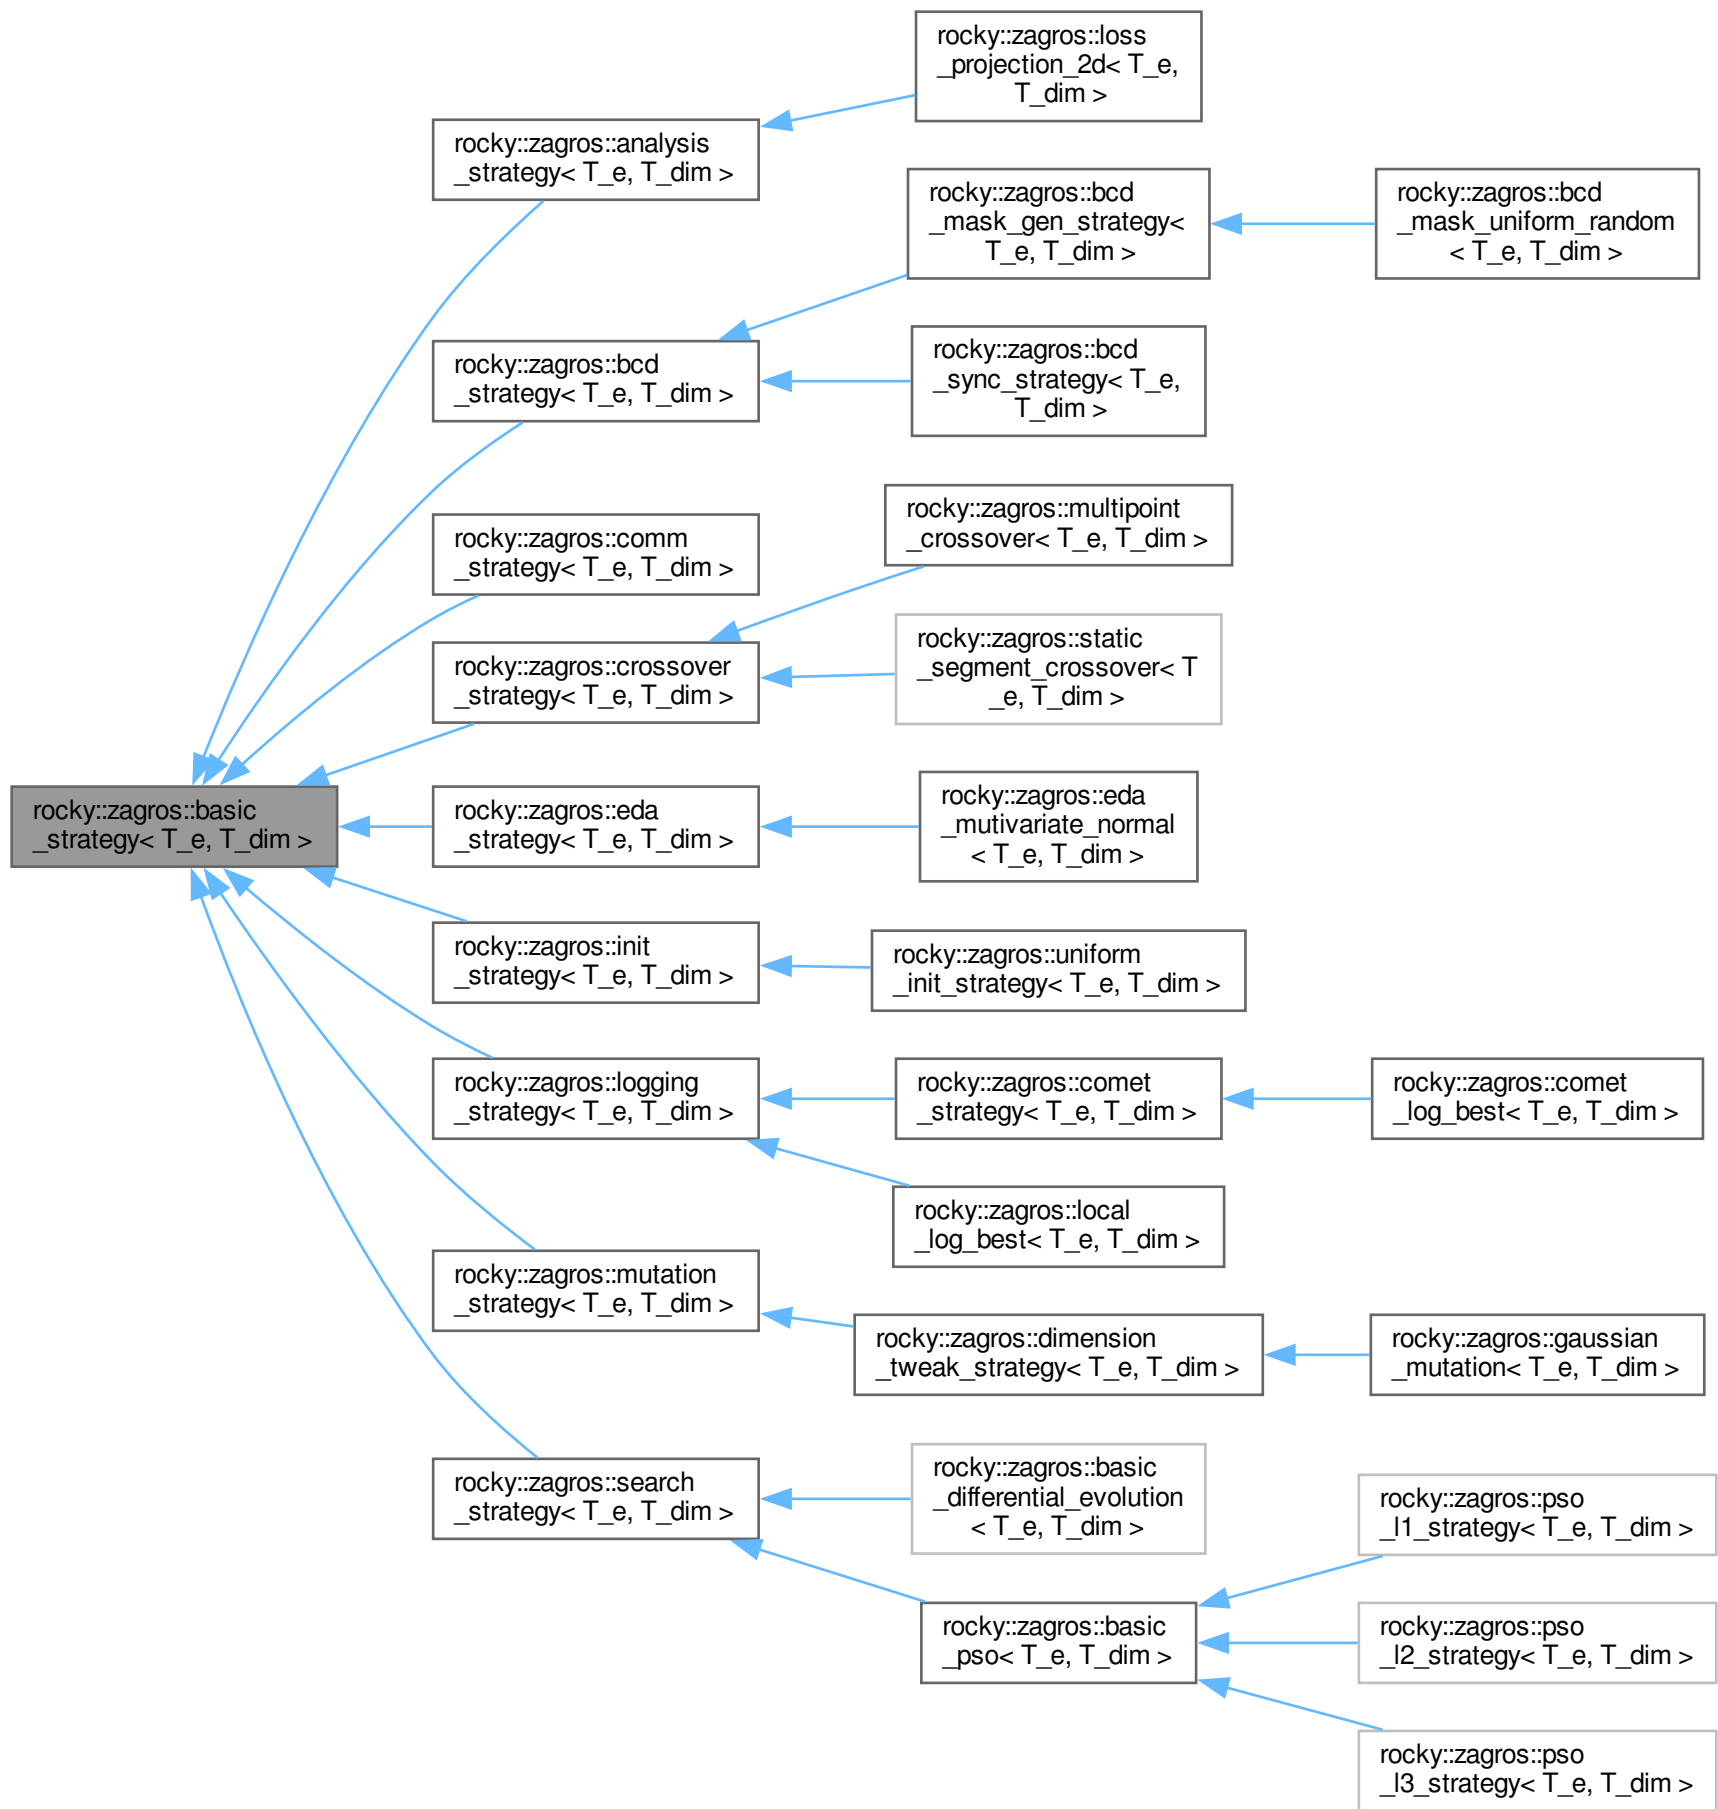 rocky::zagros::loss
_projection_2d< T_e,
T_dim >
rocky::zagros::analysis
_strategy< T_e, T_dim >
rocky::zagros::bcd
_mask_gen_strategy<
T_e, T_dim >
rocky::zagros::bcd
_mask_uniform_random
< T_e, T_dim >
rocky::zagros::bcd
_strategy< T_e, T_dim >
rocky::zagros::bcd
_sync_strategy< T_e,
T_dim >
rocky::zagros::comm
_strategy< T_e, T_dim >
rocky::zagros::multipoint
_crossover< T_e, T_dim >
rocky::zagros::crossover
_strategy< T_e, T_dim >
rocky::zagros::static
_segment_crossover< T
_e, T_dim >
rocky::zagros::basic
_strategy< T_e, T_dim >
rocky::zagros::eda
_strategy< T_e, T_dim >
rocky::zagros::eda
_mutivariate_normal
< T_e, T_dim >
rocky::zagros::init
_strategy< T_e, T_dim >
rocky::zagros::uniform
_init_strategy< T_e, T_dim >
rocky::zagros::logging
_strategy< T_e, T_dim >
rocky::zagros::comet
_strategy< T_e, T_dim >
rocky::zagros::comet
_log_best< T_e, T_dim >
rocky::zagros::local
_log_best< T_e, T_dim >
rocky::zagros::mutation
_strategy< T_e, T_dim >
rocky::zagros::dimension
_tweak_strategy< T_e, T_dim >
rocky::zagros::gaussian
_mutation< T_e, T_dim >
rocky::zagros::search
_strategy< T_e, T_dim >
rocky::zagros::basic
_differential_evolution
< T_e, T_dim >
rocky::zagros::basic
_pso< T_e, T_dim >
rocky::zagros::pso
_l1_strategy< T_e, T_dim >
rocky::zagros::pso
_l2_strategy< T_e, T_dim >
rocky::zagros::pso
_l3_strategy< T_e, T_dim >